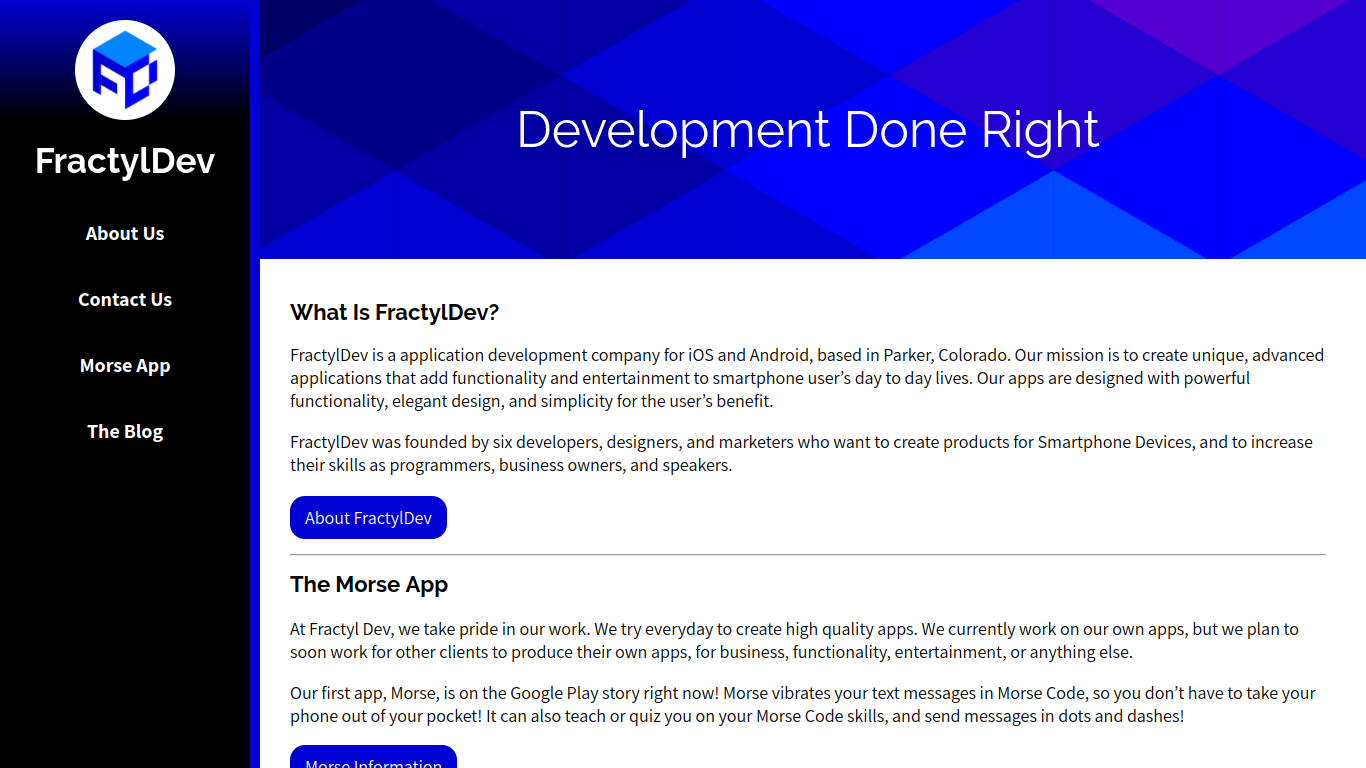 FractylDev
About Us
Contact Us
Morse App
The Blog
Development Done Right
What Is FractylDev?
FractylDev is a application development company for iOS and Android, based in Parker, Colorado. Our mission is to create unique, advanced
applications that add functionality and entertainment to smartphone user’s day to day lives. Our apps are designed with powerful
functionality, elegant design, and simplicity for the user’s benefit.
FractylDev was founded by six developers, designers, and marketers who want to create products for Smartphone Devices, and to increase
their skills as programmers, business owners, and speakers.
About FractylDev
The Morse App
At Fractyl Dev, we take pride in our work. We try everyday to create high quality apps. We currently work on our own apps, but we plan to
soon work for other clients to produce their own apps, for business, functionality, entertainment, or anything else.
Our first app, Morse, is on the Google Play story right now! Morse vibrates your text messages in Morse Code, so you don’t have to take your
phone out of your pocket! It can also teach or quiz you on your Morse Code skills, and send messages in dots and dashes!
Morse Information